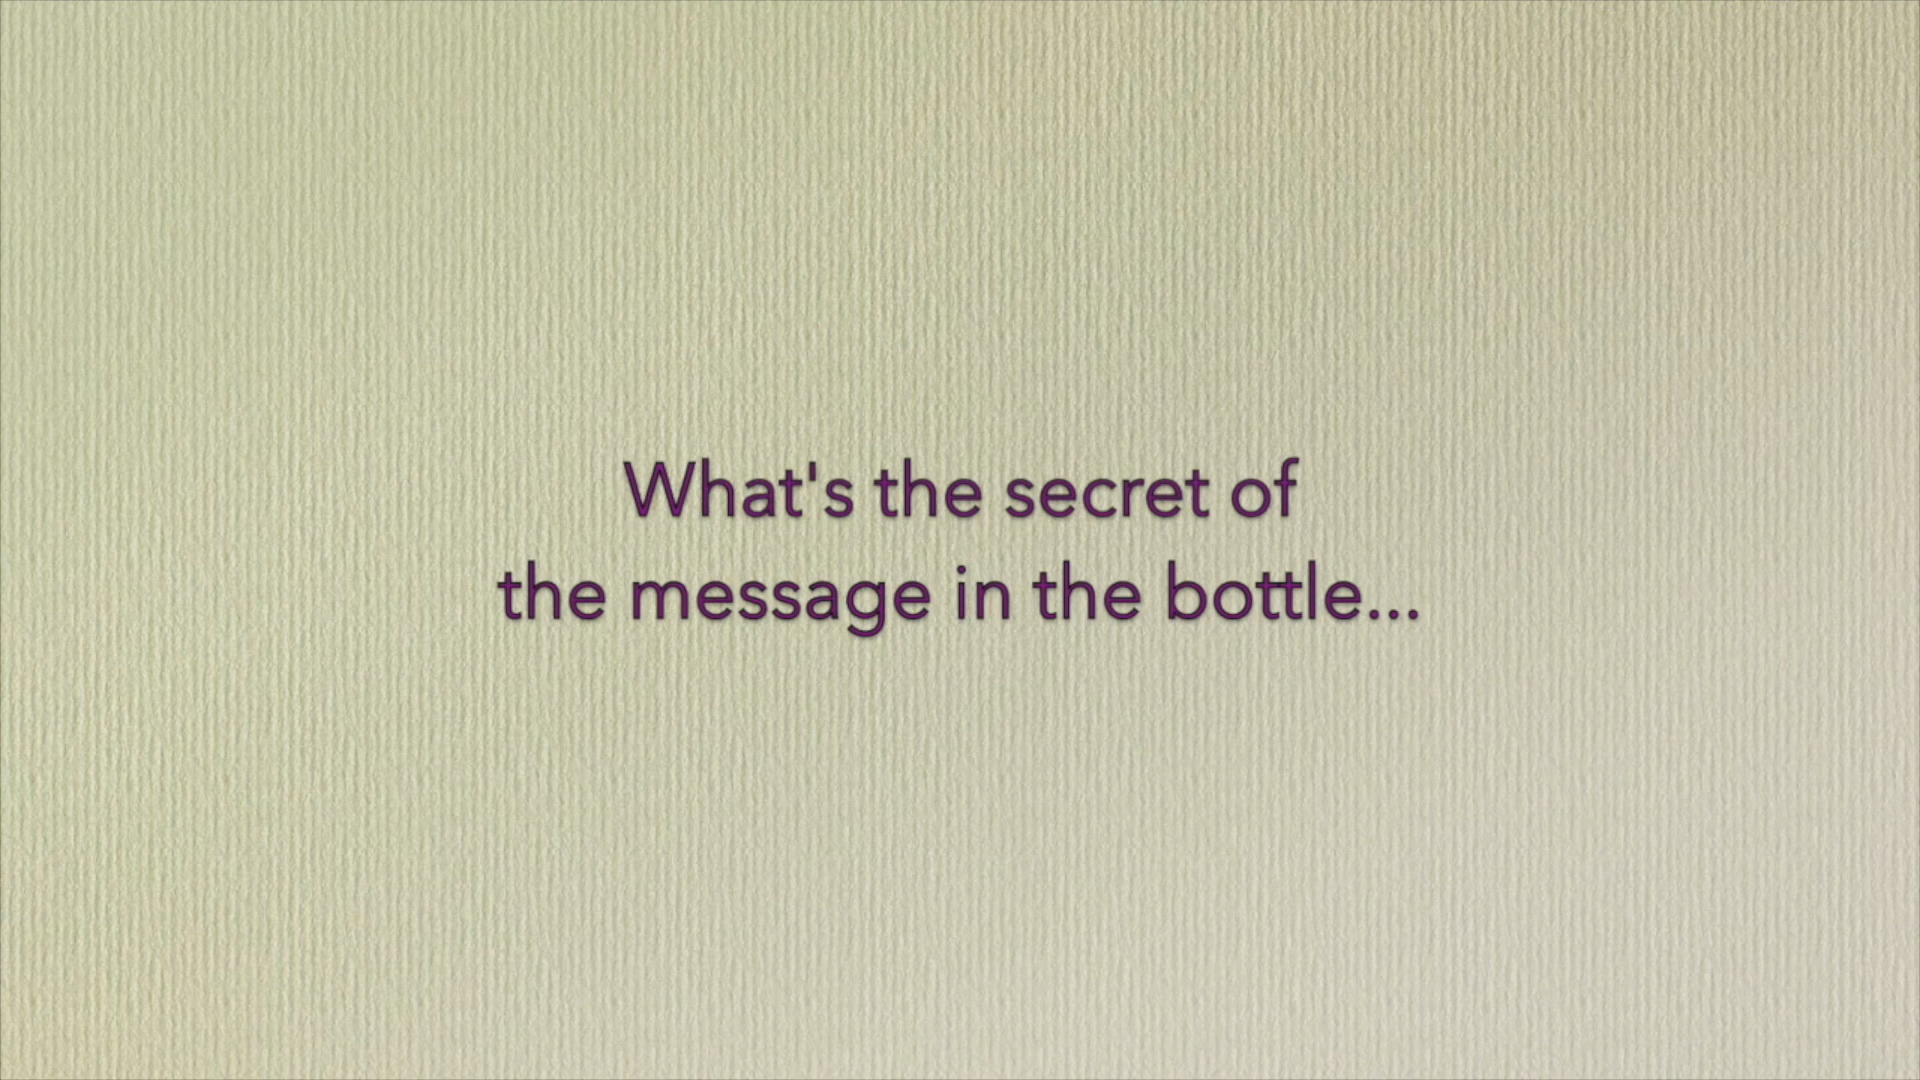 What's the secret of
the message in the bottle...